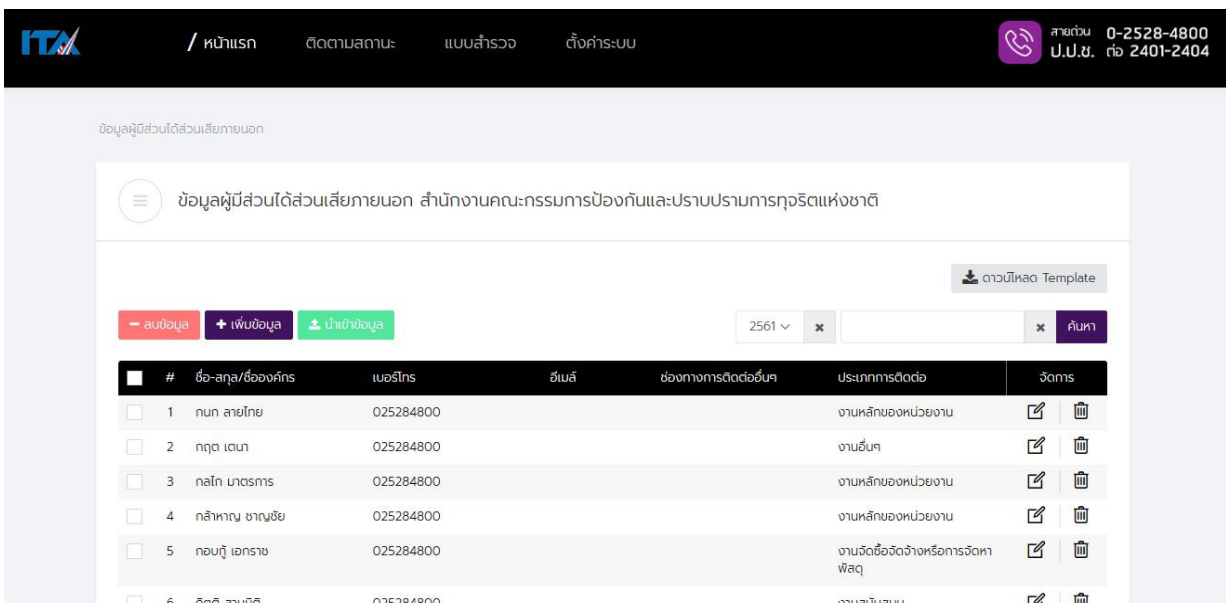 ITA
/ หน้าแรก ติดตามสถานะ แบบสำรวจ ตั้งค่าระบบ
สายด่วน 0-2528-4800
ป.ป.ช. ต่อ 2401-2404
ข้อมูลผู้มีส่วนได้ส่วนเสียภายนอก
ข้อมูลผู้มีส่วนได้ส่วนเสียภายนอก สำนักงานคณะกรรมการป้องกันและปราบปรามการทุจริตแห่งชาติ
ดาวน์โหลด Template
ลบข้อมูล เพิ่มข้อมูล นำเข้าข้อมูล 2561 ค้นหา
# ชื่อ-สกุล/ชื่อองค์กร เบอร์โทร อีเมล์ ช่องทางการติดต่ออื่นๆ ประเภทการติดต่อ จัดการ
1 กนก ลายไทย 025284800 งานหลักของหน่วยงาน
2 กฤต เตนา 025284800 งานอื่นๆ
3 กลไก มาตรการ 025284800 งานหลักของหน่วยงาน
4 กล้าหาญ ชาญชัย 025284800 งานหลักของหน่วยงาน
5 กอบกู้ เอกราช 025284800 งานจัดซื้อจัดจ้างหรือการจัดหา
พัสดุ
6 025284800